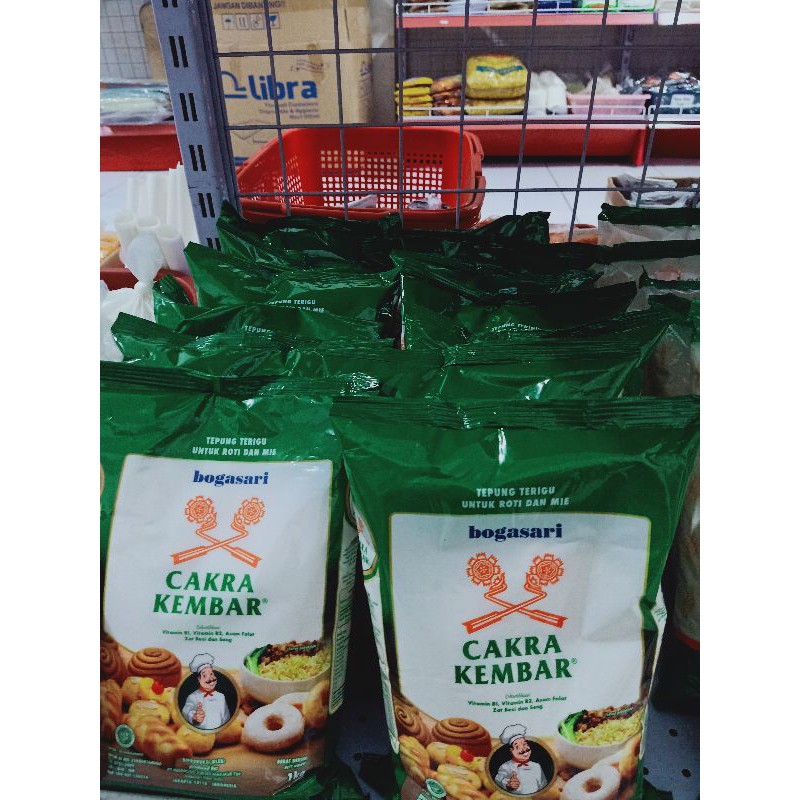 JANGAN DIBANTING!!
libra
TEPUNG TERIGU
TEPUNG TERIGU
TEPUNG TERIGU
UNTUK ROTI DAN MIE
bogasari
CAKRA
KEMBAR®
Vitamin B1, Vitamin B2, Asam Folat
Zat Besi dan Seng
TEPUNG TERIGU
UNTUK ROTI DAN MIE
bogasari
CAKRA
KEMBAR®
Vitamin B1, Vitamin B2, Asam Folat
Zat Besi dan Seng